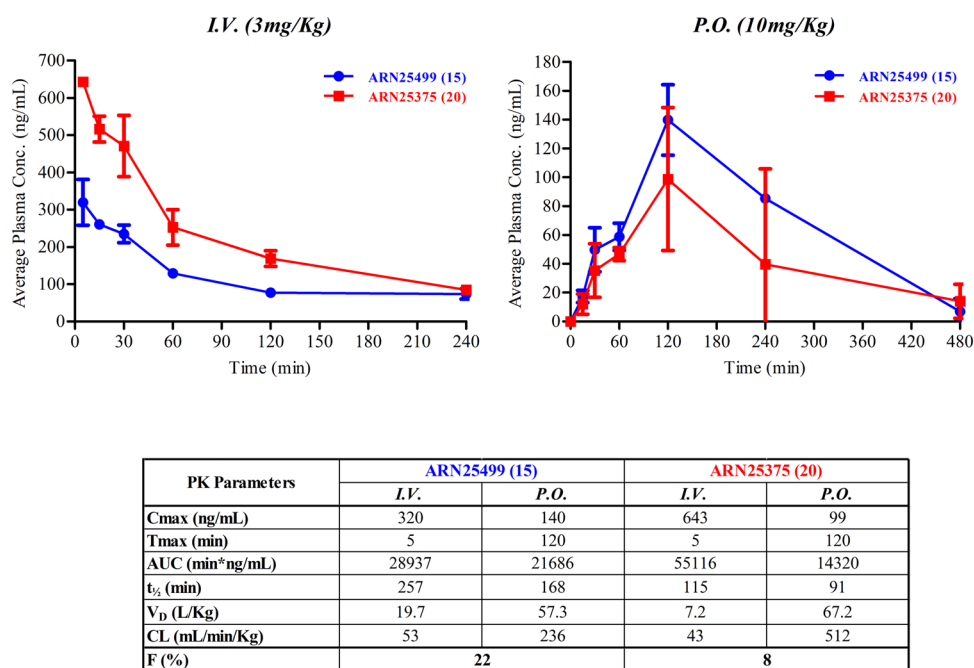 I.V. (3mg/Kg)
700
600
500
400
300
200
100
0
Average Plasma Conc. (ng/mL)
ARN25499 (15)
ARN25375 (20)
0 30 60 90 120 150 180 210 240
Time (min)
P.O. (10mg/Kg)
180
160
140
120
100
80
60
40
20
0
Average Plasma Conc. (ng/mL)
ARN25499 (15)
ARN25375 (20)
0 60 120 180 240 300 360 420 480
Time (min)
PK Parameters ARN25499 (15) ARN25375 (20)
I.V. P.O. I.V. P.O.
Cmax (ng/mL) 320 140 643 99
Tmax (min) 5 120 5 120
AUC (min*ng/mL) 28937 21686 55116 14320
t½ (min) 257 168 115 91
VD (L/Kg) 19.7 57.3 7.2 67.2
CL (mL/min/Kg) 53 236 43 512
F (%) 22 8